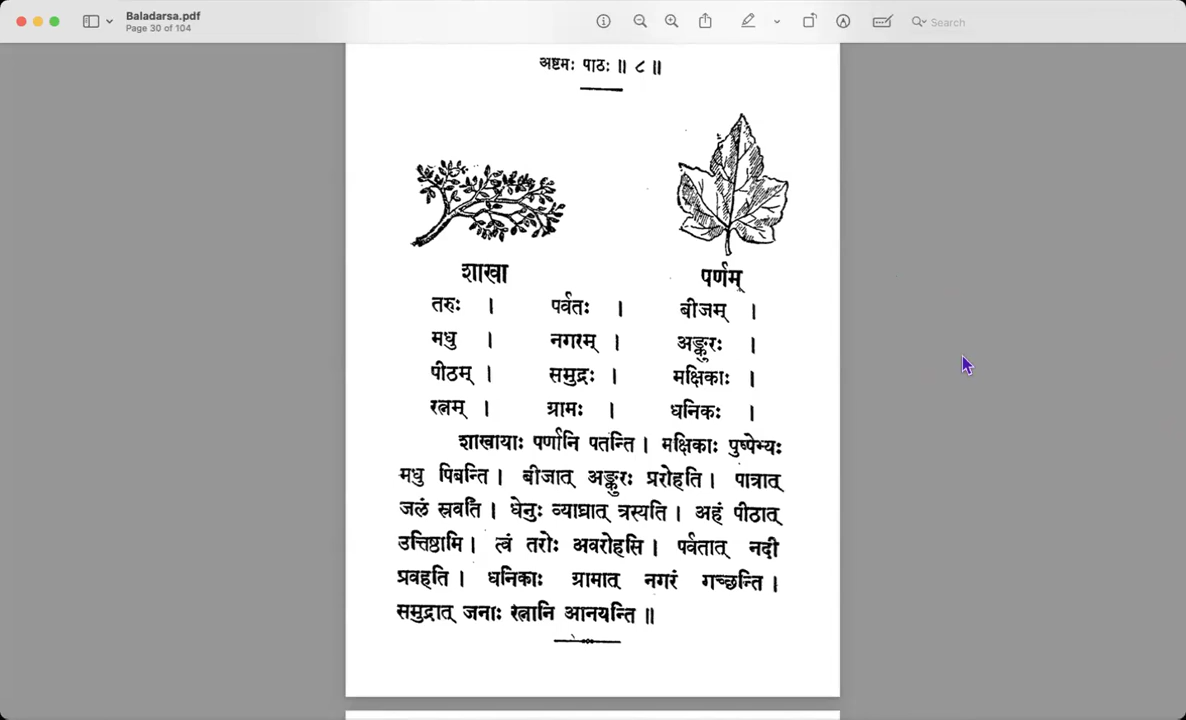 Baladarsa.pdf
Page 30 of 104
Search
अष्टमः पाठः ॥ ८ ॥
शाखा पर्णम्
तरुः । पर्वतः । बीजम् ।
मधु । नगरम् । अङ्कुरः ।
पीठम् । समुद्रः । मक्षिकाः ।
रत्नम् । ग्रामः । धनिकः ।
शाखायाः पर्णानि पतन्ति । मक्षिकाः पुष्पेभ्यः
मधु पिबन्ति । बीजात् अङ्कुरः प्ररोहति । पात्रात्
जलं स्रवति । धेनुः व्याघ्रात् त्रस्यति । अहं पीठात्
उत्तिष्ठामि । त्वं तरोः अवरोहसि । पर्वतात् नदी
प्रवहति । धनिकाः ग्रामात् नगरं गच्छन्ति ।
समुद्रात् जनाः रत्नानि आनयन्ति ॥